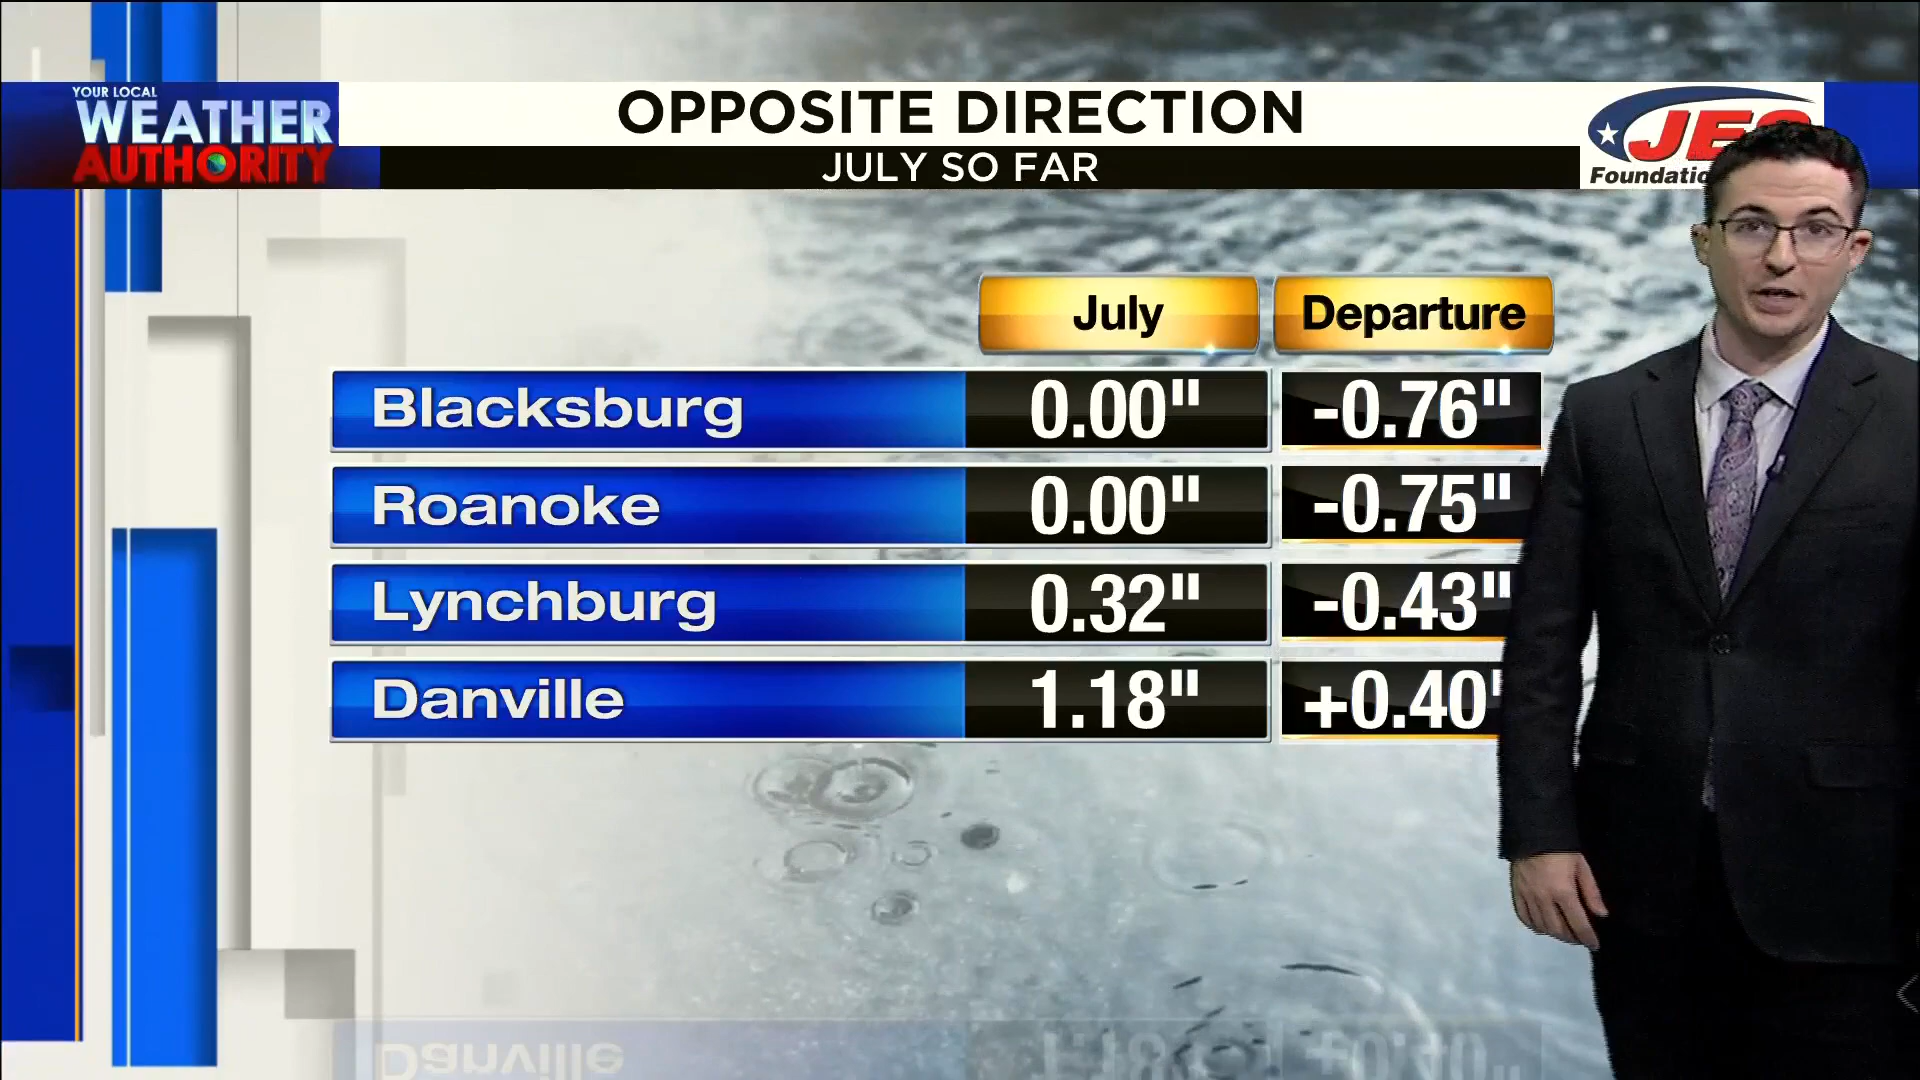 YOUR LOCAL
WEATHER
AUTHORITY
OPPOSITE DIRECTION
JULY SO FAR
July Departure
Blacksburg 0.00" -0.76"
Roanoke 0.00" -0.75"
Lynchburg 0.32" -0.43"
Danville 1.18" +0.40"